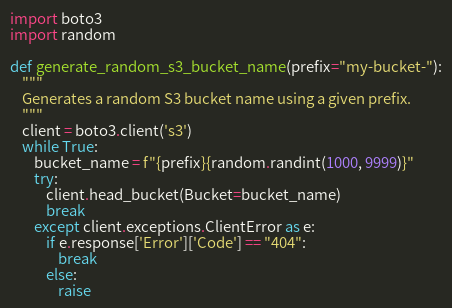 import boto3
import random

def generate_random_s3_bucket_name(prefix="my-bucket-"):
    """
    Generates a random S3 bucket name using a given prefix.
    """
    client = boto3.client('s3')
    while True:
        bucket_name = f"{prefix}{random.randint(1000, 9999)}"
        try:
            client.head_bucket(Bucket=bucket_name)
            break
        except client.exceptions.ClientError as e:
            if e.response['Error']['Code'] == "404":
                break
            else:
                raise